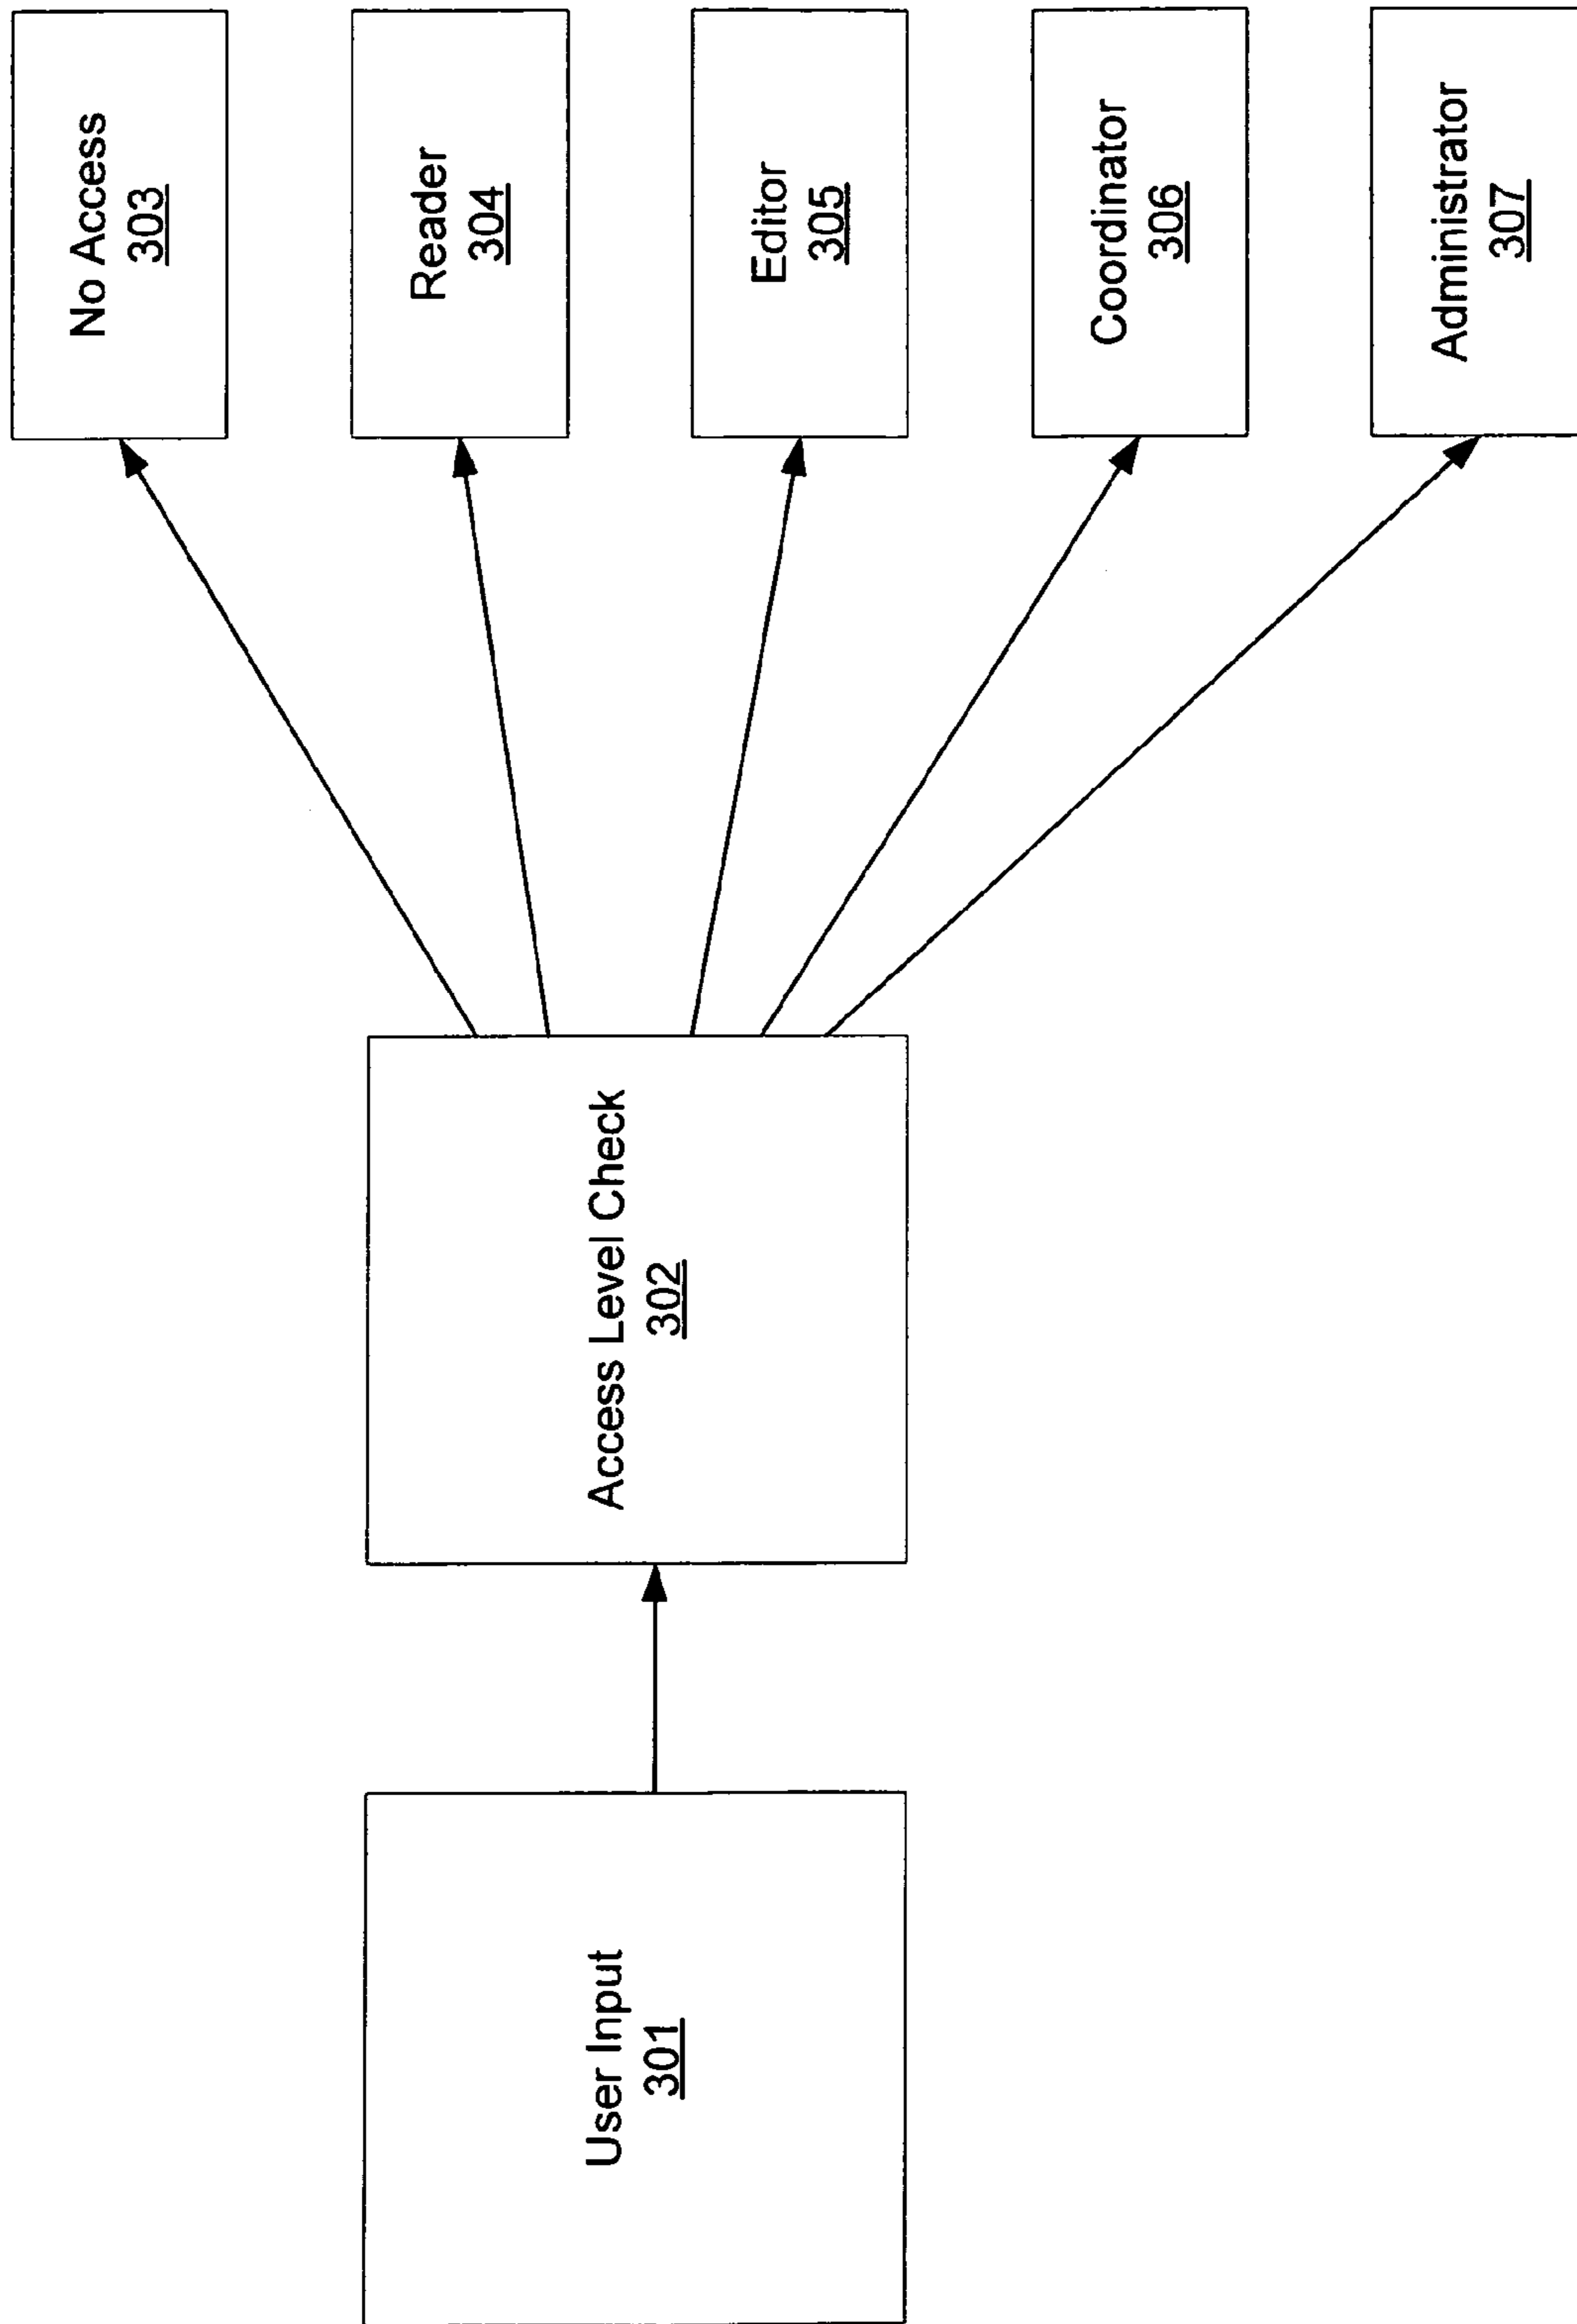 User Input
301
Access Level Check
302
No Access
303
Reader
304
Editor
305
Coordinator
306
Administrator
307